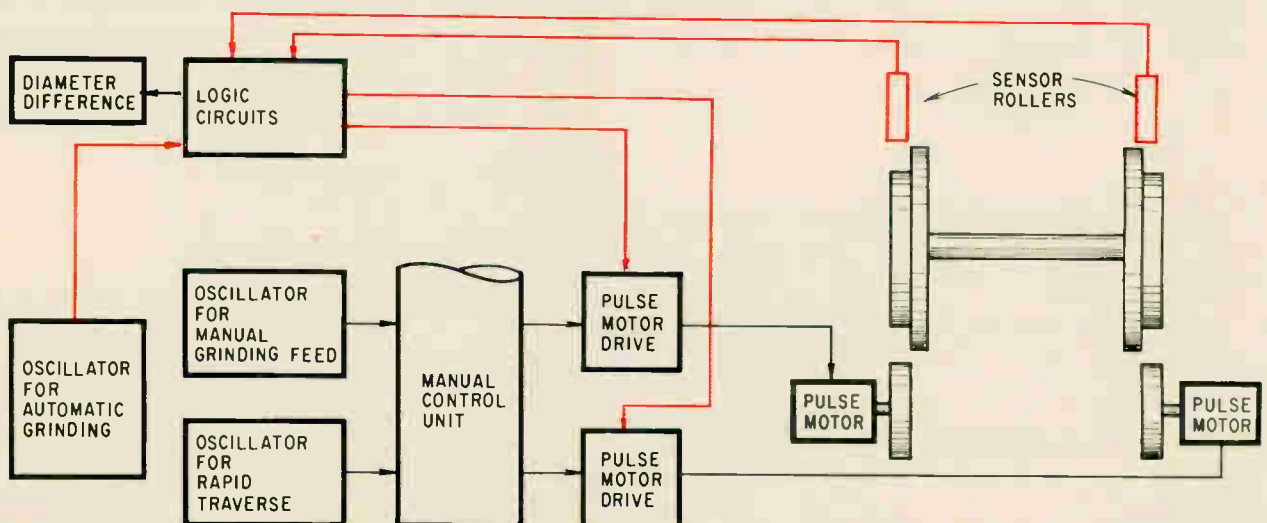 DIAMETER
DIFFERENCE
LOGIC
CIRCUITS
SENSOR
ROLLERS
OSCILLATOR
FOR
MANUAL
GRINDING FEED
PULSE
MOTOR
DRIVE
OSCILLATOR
FOR
AUTOMATIC
GRINDING
MANUAL
CONTROL
UNIT
PULSE
MOTOR
PULSE
MOTOR
OSCILLATOR
FOR
RAPID
TRAVERSE
PULSE
MOTOR
DRIVE